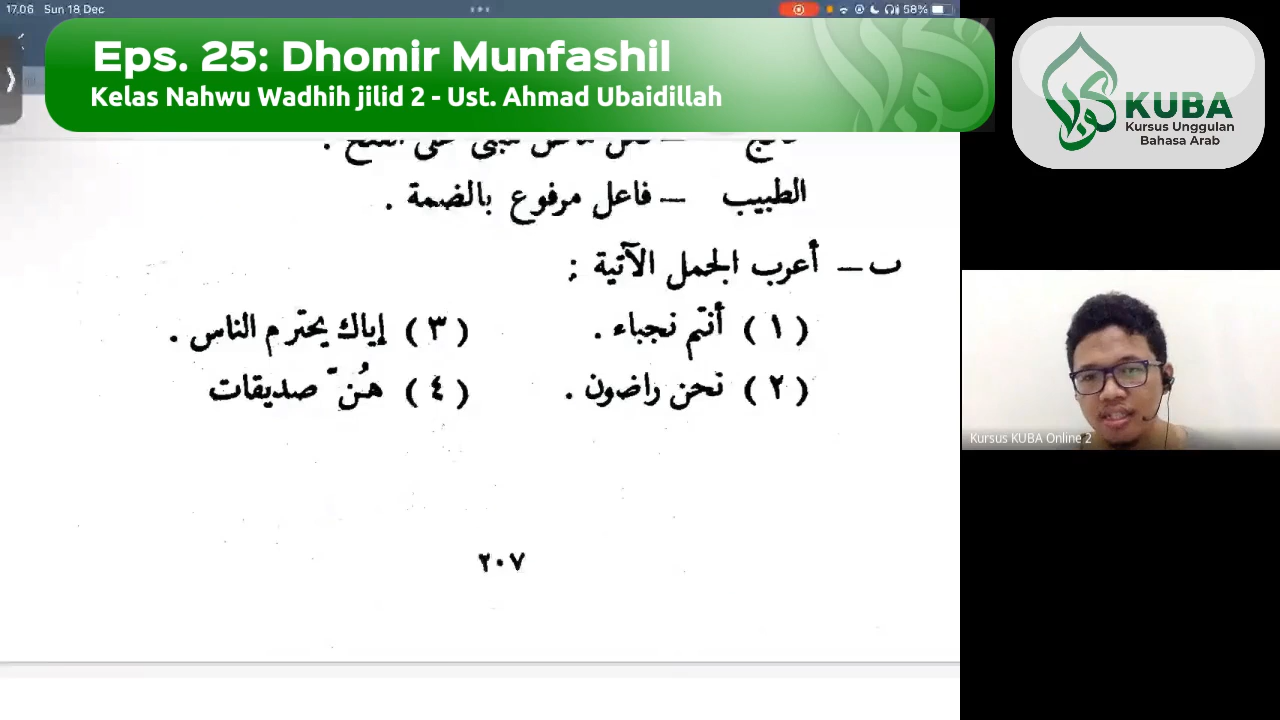 17.06 Sun 18 Dec
58%
Eps. 25: Dhomir Munfashil
Kelas Nahwu Wadhih jilid 2 - Ust. Ahmad Ubaidillah
KUBA
Kursus Unggulan
Bahasa Arab
الطبيب — فاعل مرفوع بالضمة .
ب — أعرب الجمل الآتية ;
( ١ ) أنتم نجباء . ( ٣ ) إياك يحترم الناس .
( ٢ ) نحن راضون . ( ٤ ) هُنّ صديقات
٢٠٧
Kursus KUBA Online 2